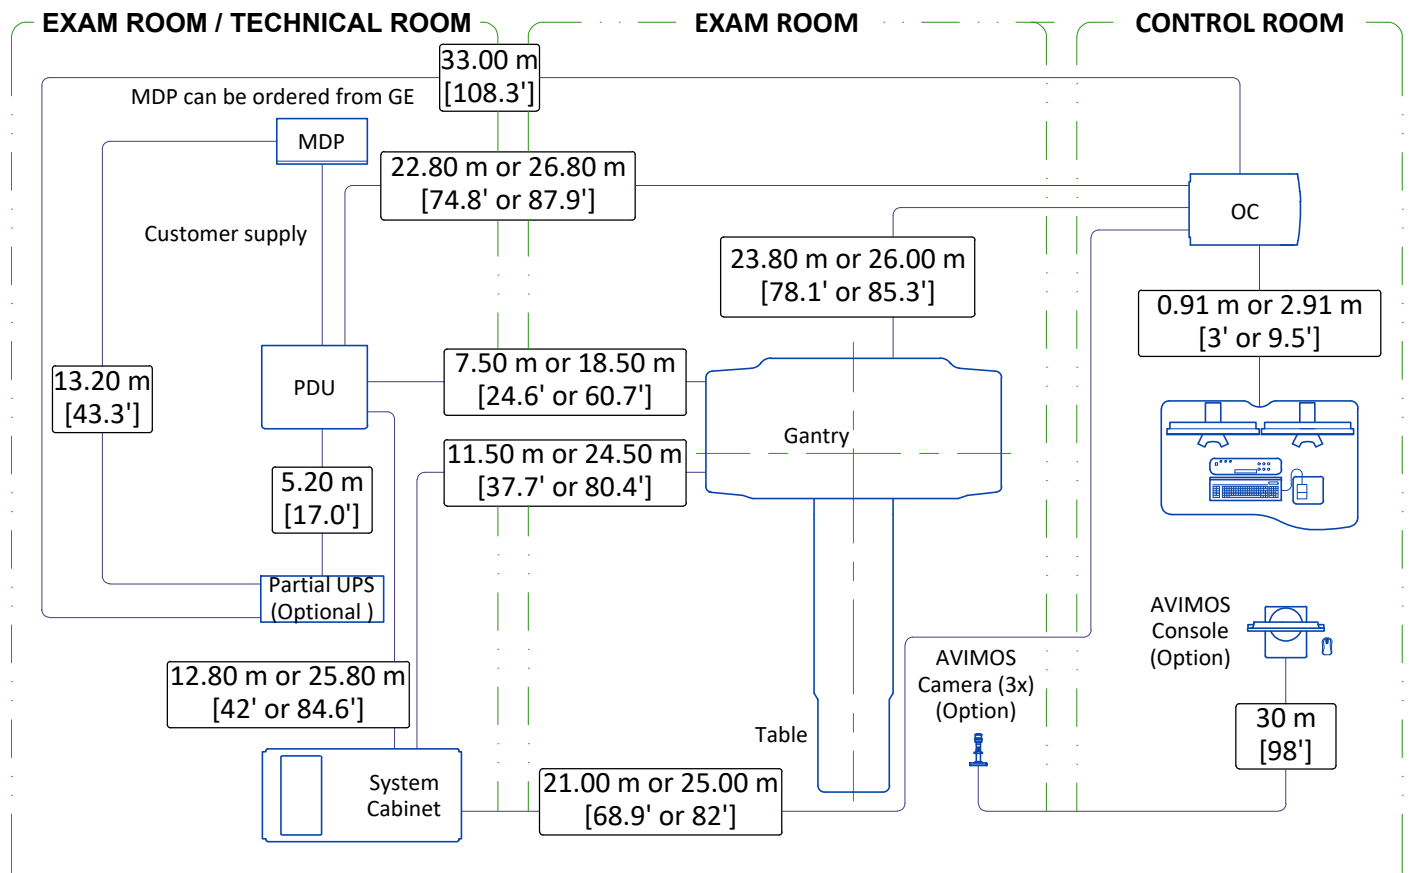 EXAM ROOM / TECHNICAL ROOM
EXAM ROOM
CONTROL ROOM
33.00 m
[108.3']
MDP can be ordered from GE
MDP
22.80 m or 26.80 m
[74.8' or 87.9']
OC
Customer supply
23.80 m or 26.00 m
[78.1' or 85.3']
0.91 m or 2.91 m
[3' or 9.5']
13.20 m
[43.3']
PDU
7.50 m or 18.50 m
[24.6' or 60.7']
Gantry
11.50 m or 24.50 m
[37.7' or 80.4']
5.20 m
[17.0']
Partial UPS
(Optional )
AVIMOS
Console
(Option)
12.80 m or 25.80 m
[42' or 84.6']
AVIMOS
Camera (3x)
(Option)
Table
30 m
[98']
System
Cabinet
21.00 m or 25.00 m
[68.9' or 82']